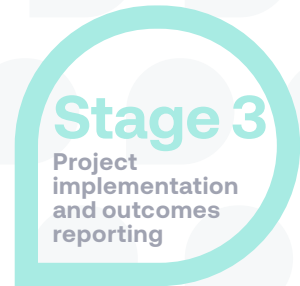 Stage 3
Project
implementation
and outcomes
reporting